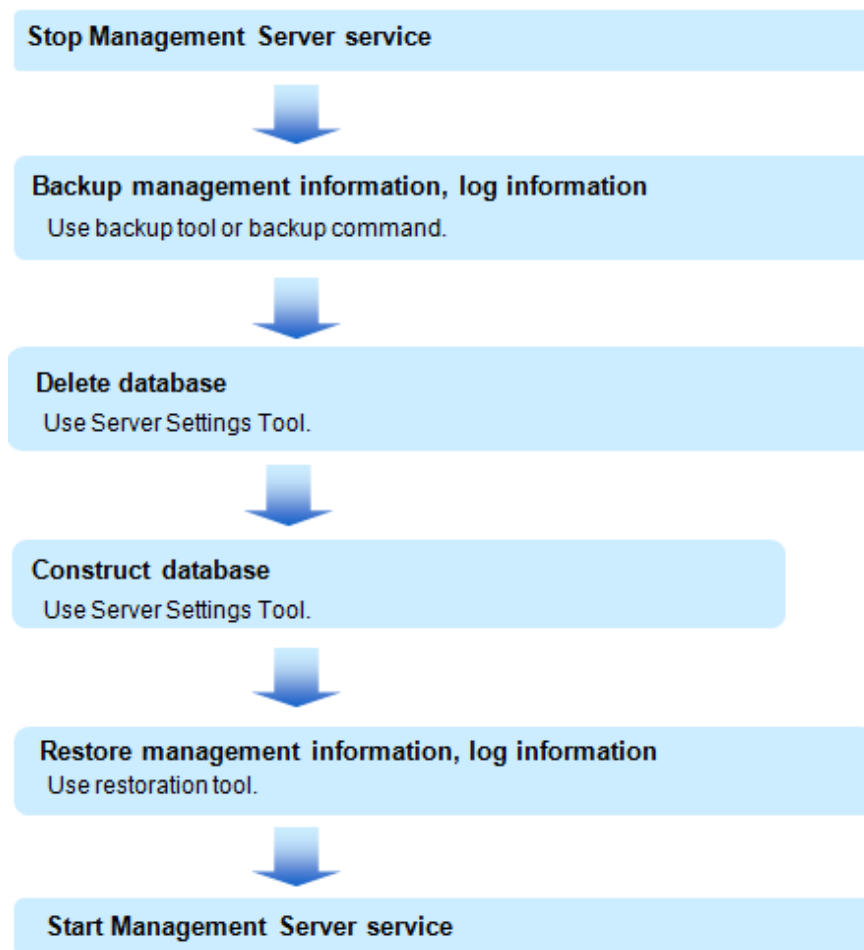 Stop Management Server service
Backup management information, log information
Use backup tool or backup command.
Delete database
Use Server Settings Tool.
Construct database
Use Server Settings Tool.
Restore management information, log information
Use restoration tool.
Start Management Server service